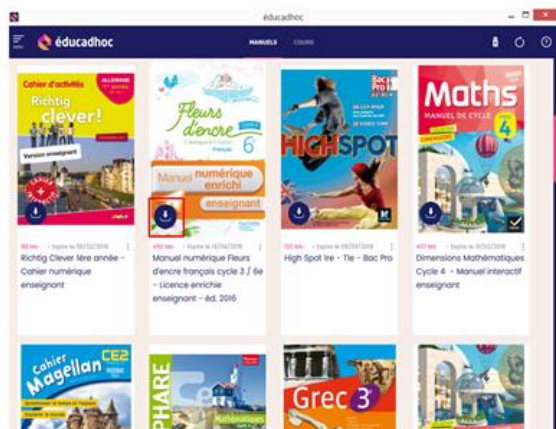 éducadhoc
éducadhoc
MANUELS
COURS
Cahier d'activités
ALLEMAND
Richtig
clever!
Version enseignant
Fleurs
d'encre
6e
Français
Manuel numérique
enrichi
enseignant
Bac
Pro
HIGHSPOT
Maths
MANUEL DE CYCLE
4
Richtig Clever 1ère année -
Cahier numérique
enseignant
Manuel numérique Fleurs
d'encre français cycle 3 / 6e
- Licence enrichie
enseignant - éd. 2016
High Spot 1re - Tle - Bac Pro
Dimensions Mathématiques
Cycle 4 - Manuel interactif
enseignant
Cahier
Magellan
CE2
PHARE
Mathématiques
Grec 3e